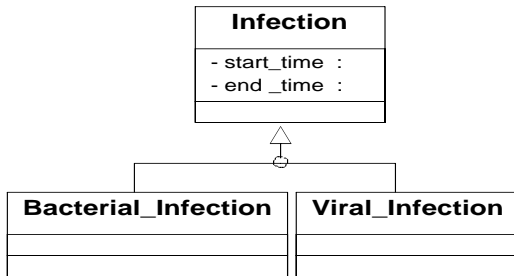 Infection
- start_time :
- end _time :
Bacterial_Infection
Viral_Infection